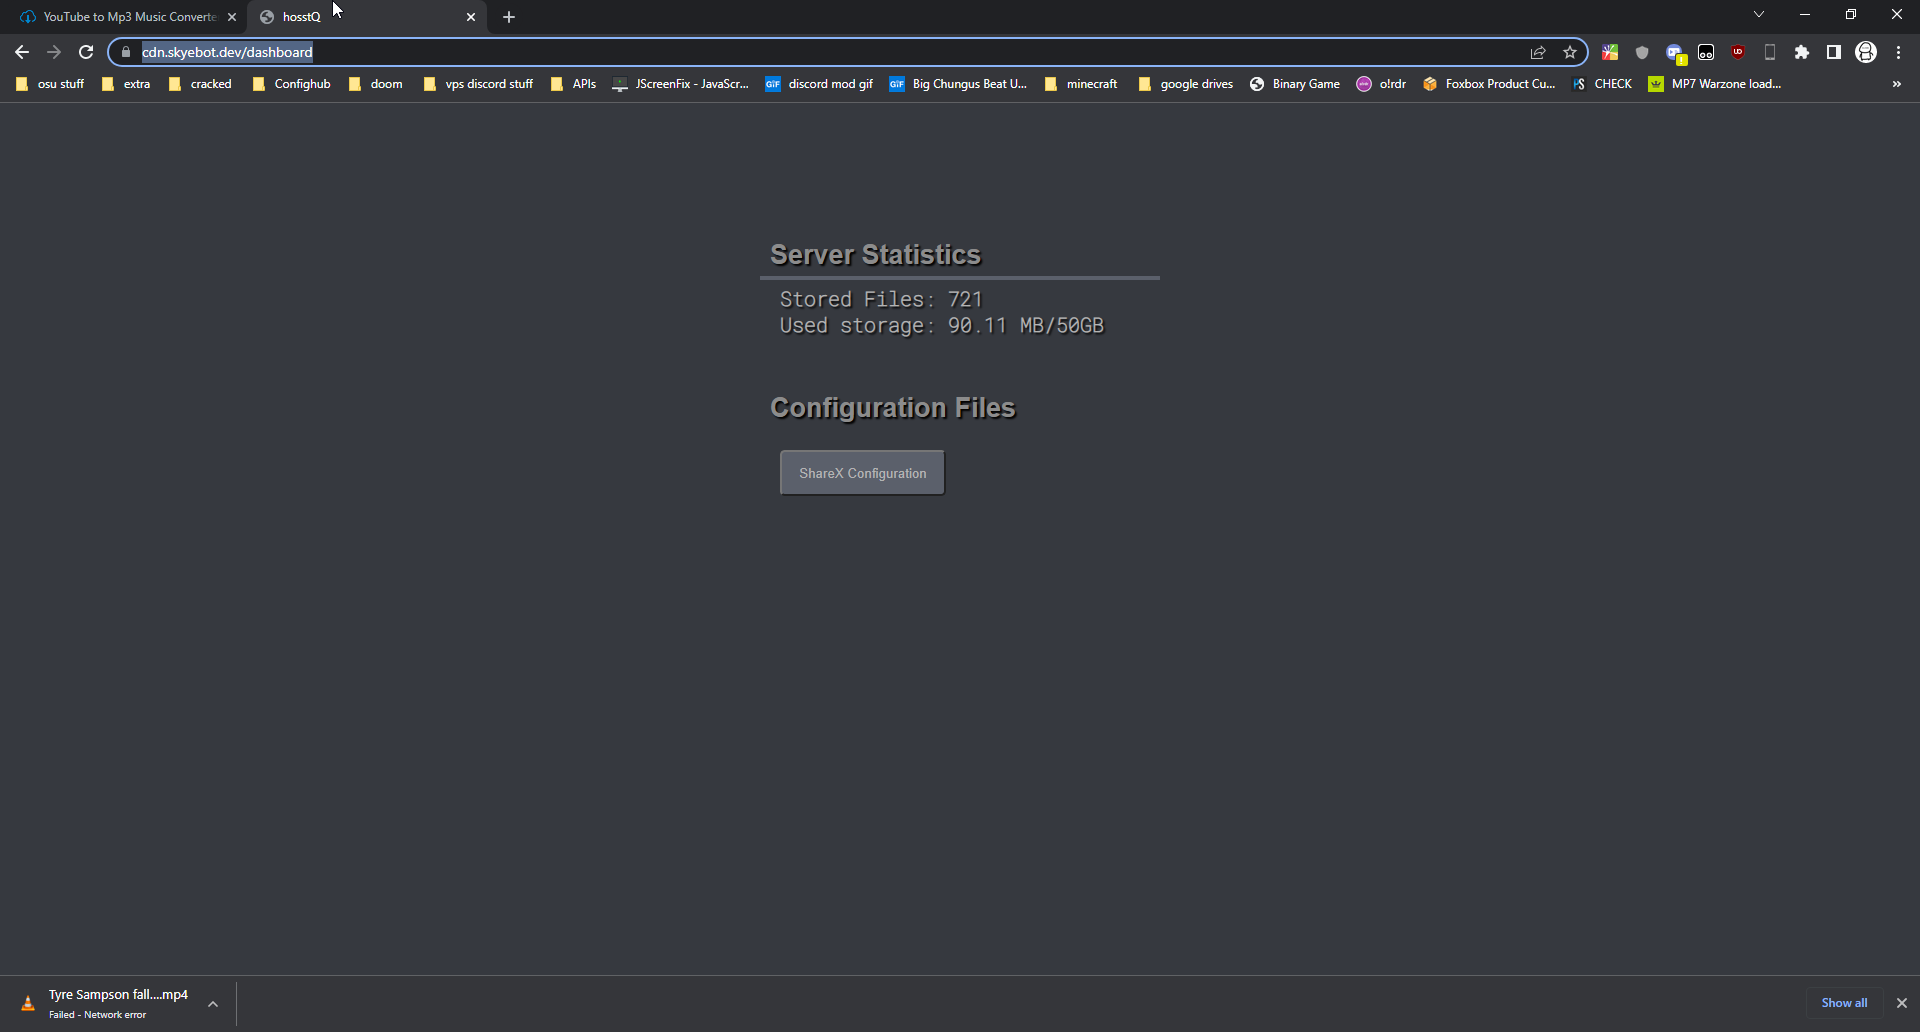 YouTube to Mp3 Music Converte
hosstQ
cdn.skyebot.dev/dashboard
osu stuff extra cracked Confighub doom vps discord stuff APIs JScreenFix - JavaScr... GIF discord mod gif GIF Big Chungus Beat U... minecraft google drives Binary Game o!rdr Foxbox Product Cu... CHECK MP7 Warzone load...
Server Statistics
Stored Files: 721
Used storage: 90.11 MB/50GB
Configuration Files
ShareX Configuration
Tyre Sampson fall....mp4
Failed - Network error
Show all